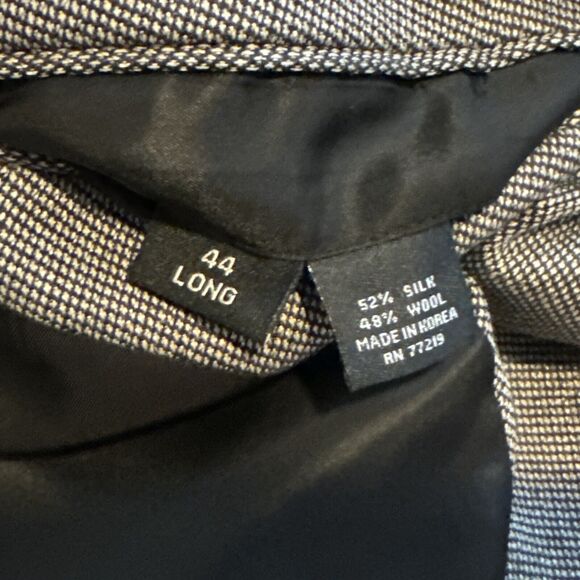 44
LONG
52% SILK
48% WOOL
MADE IN KOREA
RN 77219